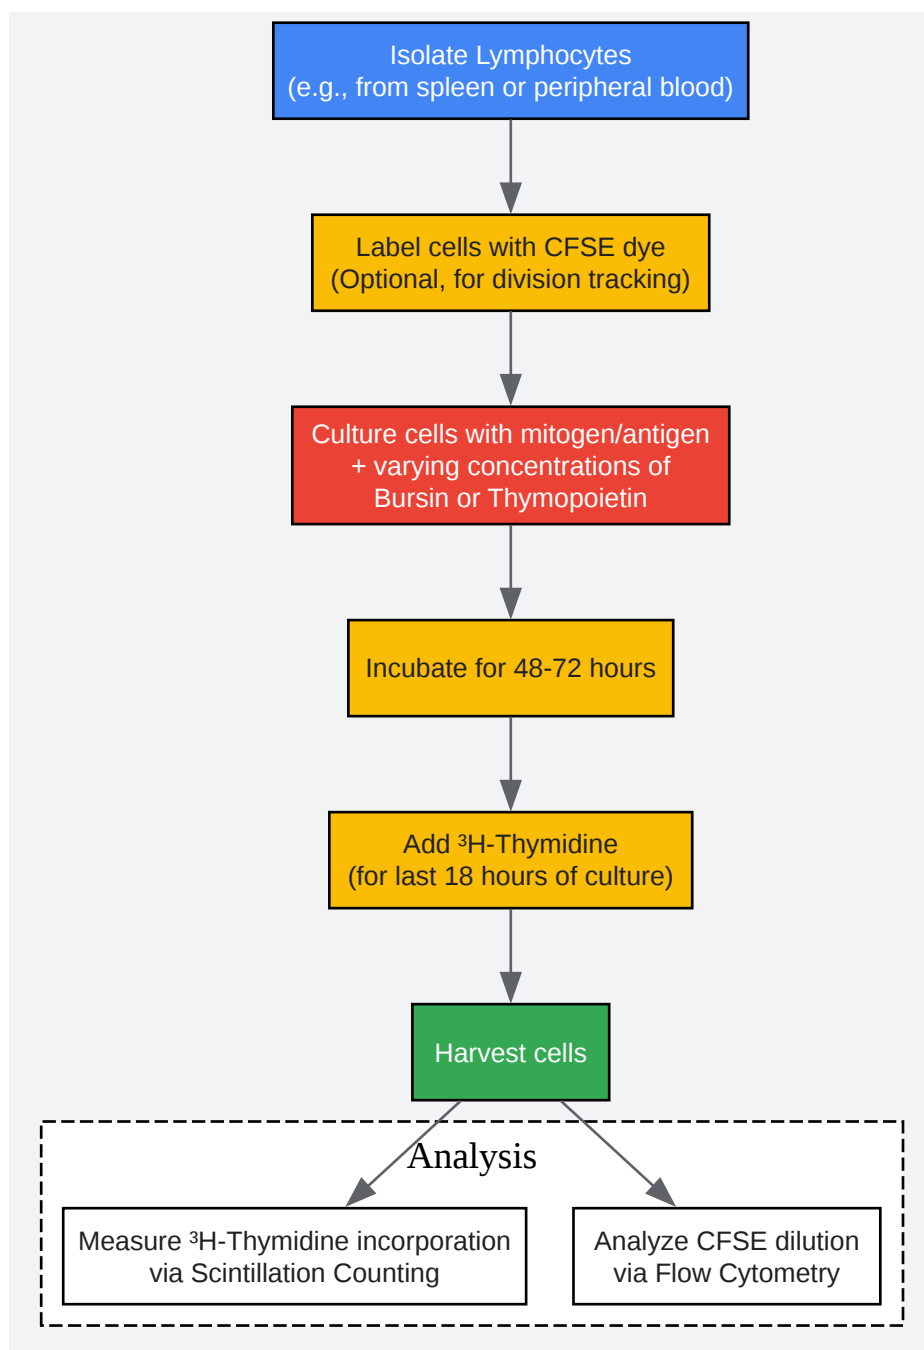 Isolate Lymphocytes
(e.g., from spleen or peripheral blood)
Label cells with CFSE dye
(Optional, for division tracking)
Culture cells with mitogen/antigen
+ varying concentrations of
Bursin or Thymopoietin
Incubate for 48-72 hours
Add ³H-Thymidine
(for last 18 hours of culture)
Harvest cells
Analysis
Measure ³H-Thymidine incorporation
via Scintillation Counting
Analyze CFSE dilution
via Flow Cytometry